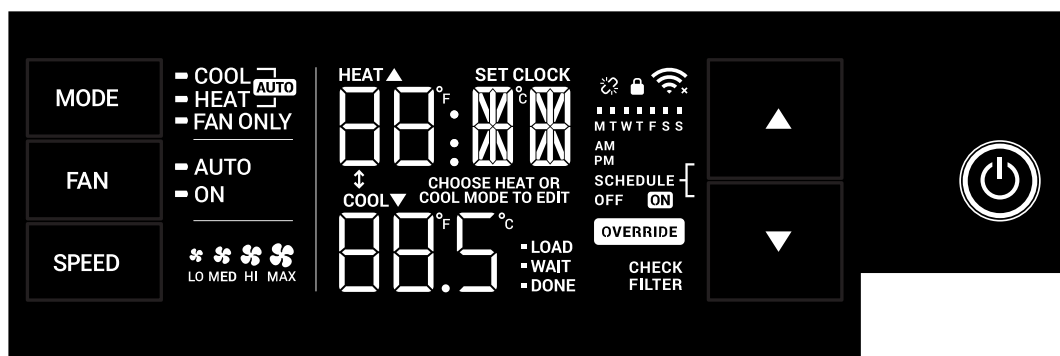 MODE
FAN
SPEED
COOL
AUTO
HEAT
FAN ONLY
AUTO
ON
LO MED HI MAX
HEAT▲ SET CLOCK
88°F:88°C
↕
CHOOSE HEAT OR
COOL MODE TO EDIT
COOL▼
88.5°F °C
LOAD
WAIT
DONE
M T W T F S S
AM
PM
SCHEDULE
OFF ON
OVERRIDE
CHECK
FILTER
▲
▼